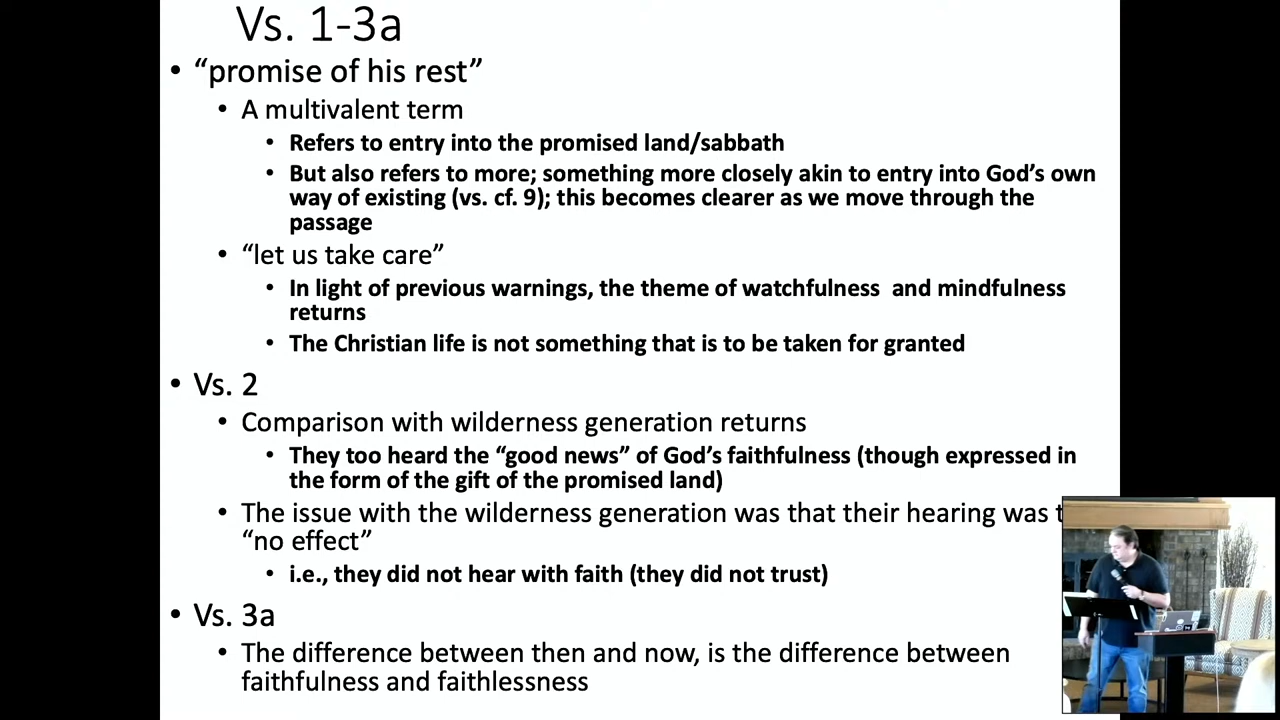 Vs. 1-3a
• “promise of his rest”
• A multivalent term
• Refers to entry into the promised land/sabbath
• But also refers to more; something more closely akin to entry into God’s own
way of existing (vs. cf. 9); this becomes clearer as we move through the
passage
• “let us take care”
• In light of previous warnings, the theme of watchfulness  and mindfulness
returns
• The Christian life is not something that is to be taken for granted
• Vs. 2
• Comparison with wilderness generation returns
• They too heard the “good news” of God’s faithfulness (though expressed in
the form of the gift of the promised land)
• The issue with the wilderness generation was that their hearing was
“no effect”
• i.e., they did not hear with faith (they did not trust)
• Vs. 3a
• The difference between then and now, is the difference between
faithfulness and faithlessness